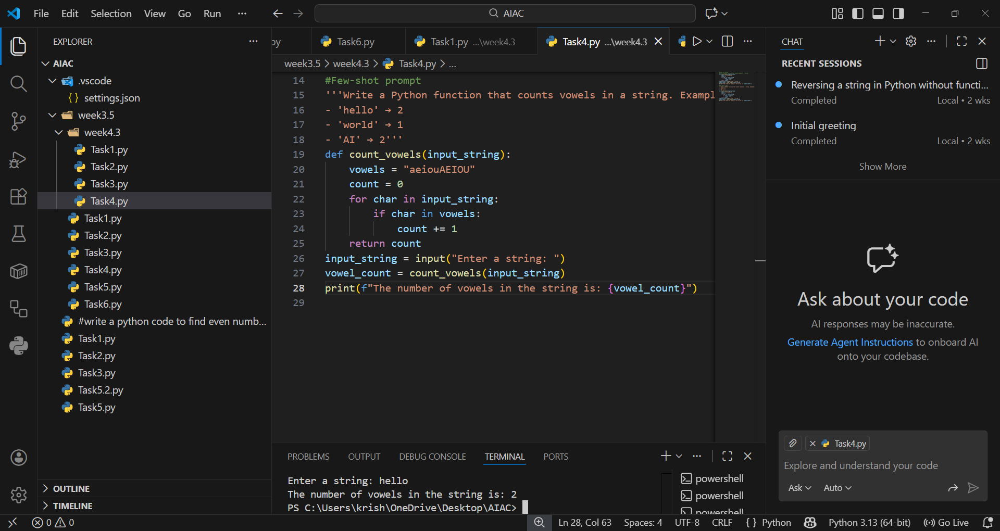 File Edit Selection View Go Run ...
AIAC
EXPLORER
AIAC
.vscode
{} settings.json
week3.5
week4.3
Task1.py
Task2.py
Task3.py
Task4.py
Task1.py
Task2.py
Task3.py
Task4.py
Task5.py
Task6.py
#write a python code to find even numb...
Task1.py
Task2.py
Task3.py
Task5.2.py
Task5.py
OUTLINE
TIMELINE
py
Task6.py
Task1.py ...\week4.3
Task4.py ...\week4.3
week3.5 > week4.3 > Task4.py > ...
14 #Few-shot prompt
15 '''Write a Python function that counts vowels in a string. Exampl
16 - 'hello' → 2
17 - 'world' → 1
18 - 'AI' → 2'''
19 def count_vowels(input_string):
20     vowels = "aeiouAEIOU"
21     count = 0
22     for char in input_string:
23         if char in vowels:
24             count += 1
25     return count
26 input_string = input("Enter a string: ")
27 vowel_count = count_vowels(input_string)
28 print(f"The number of vowels in the string is: {vowel_count}")
29
PROBLEMS OUTPUT DEBUG CONSOLE TERMINAL PORTS
Enter a string: hello
The number of vowels in the string is: 2
PS C:\Users\krish\OneDrive\Desktop\AIAC>
powershell
powershell
powershell
CHAT
RECENT SESSIONS
Reversing a string in Python without functi...
Completed Local • 2 wks
Initial greeting
Completed Local • 2 wks
Show More
Ask about your code
AI responses may be inaccurate.
Generate Agent Instructions to onboard AI
onto your codebase.
Task4.py
Explore and understand your code
Ask Auto
0 0
Ln 28, Col 63 Spaces: 4 UTF-8 CRLF {} Python Python 3.13 (64-bit) Go Live